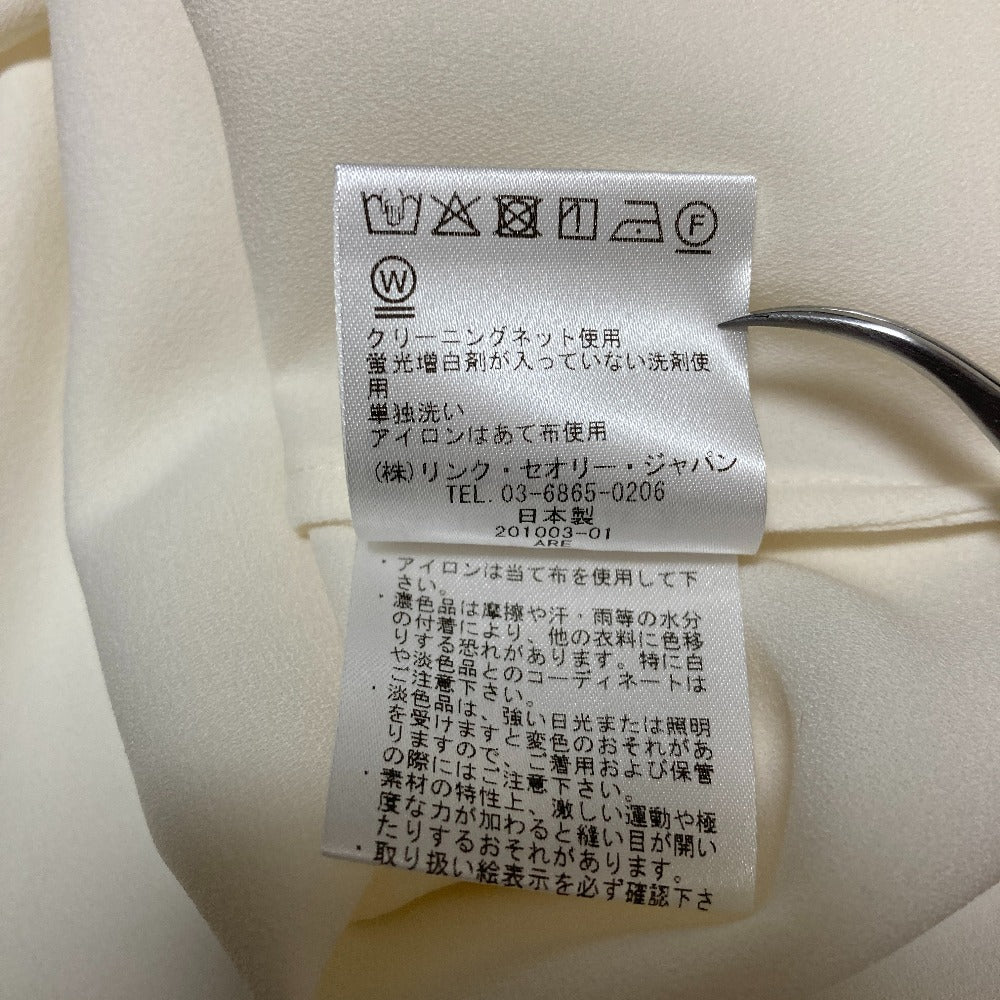 F
W
クリーニングネット使用
蛍光増白剤が入っていない洗剤使
用
単独洗い
アイロンはあて布使用
(株)リンク・セオリー・ジャパン
TEL. 03-6865-0206
日本製
201003-01
ARE
・アイロンは当て布を使用して下
さい。
・濃色品は摩擦や汗・雨等の水分
の付着により、他の衣料に色移
りする恐れがあります。特に白
や淡色品とのコーディネートは
ご注意下さい。
・淡色品は、強い日光または照明
を受けますと変色のおそれがあ
りますので、ご着用および保管
の際にはご注意下さい。
・素材の特性上、激しい運動や極
度な力が加わると縫い目が開い
たりするおそれがあります。
・取り扱い絵表示を必ず確認下さ